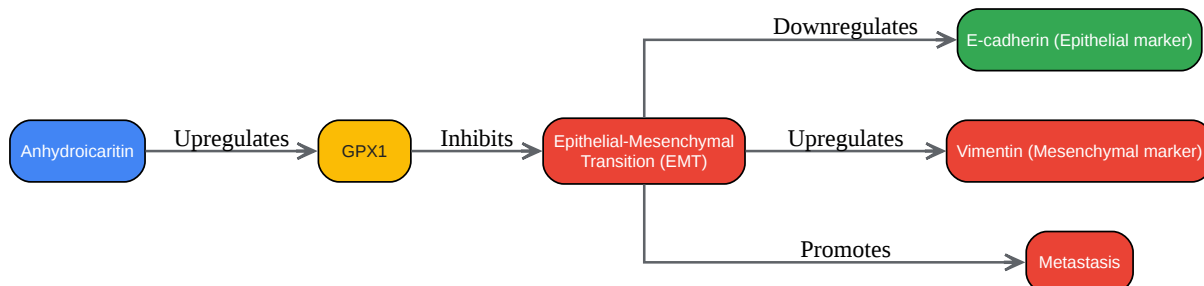 Downregulates
E-cadherin (Epithelial marker)
Anhydroicaritin
Upregulates
GPX1
Inhibits
Epithelial-Mesenchymal
Transition (EMT)
Upregulates
Vimentin (Mesenchymal marker)
Promotes
Metastasis